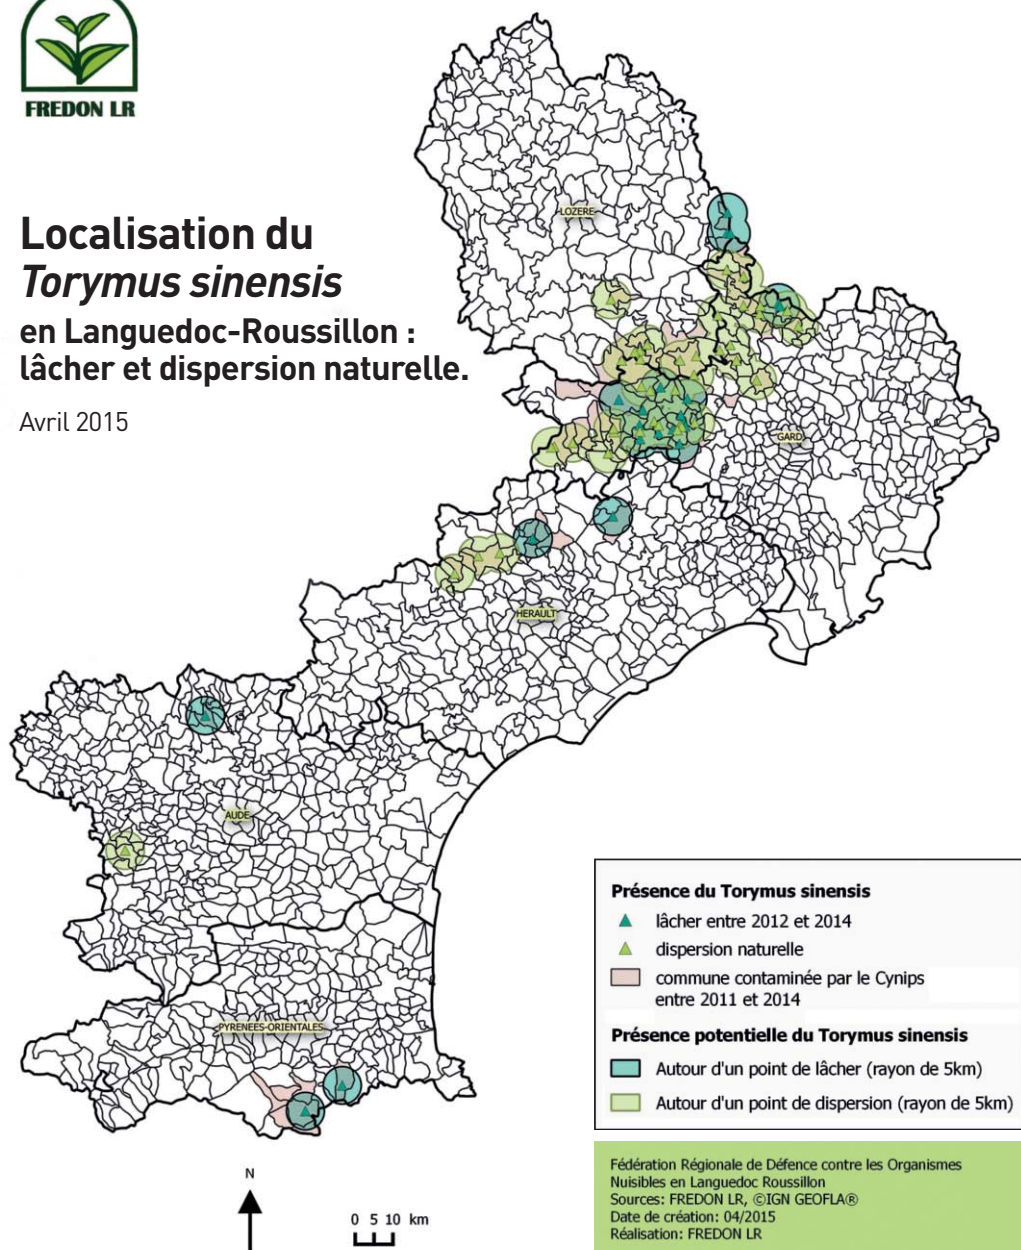 FREDON LR
Localisation du
Torymus sinensis
en Languedoc-Roussillon :
lâcher et dispersion naturelle.
Avril 2015
LOZERE
GARD
HERAULT
AUDE
PYRENEES-ORIENTALES
Présence du Torymus sinensis
lâcher entre 2012 et 2014
dispersion naturelle
commune contaminée par le Cynips
entre 2011 et 2014
Présence potentielle du Torymus sinensis
Autour d'un point de lâcher (rayon de 5km)
Autour d'un point de dispersion (rayon de 5km)
N
0 5 10 km
Fédération Régionale de Défence contre les Organismes
Nuisibles en Languedoc Roussillon
Sources: FREDON LR, ©IGN GEOFLA®
Date de création: 04/2015
Réalisation: FREDON LR